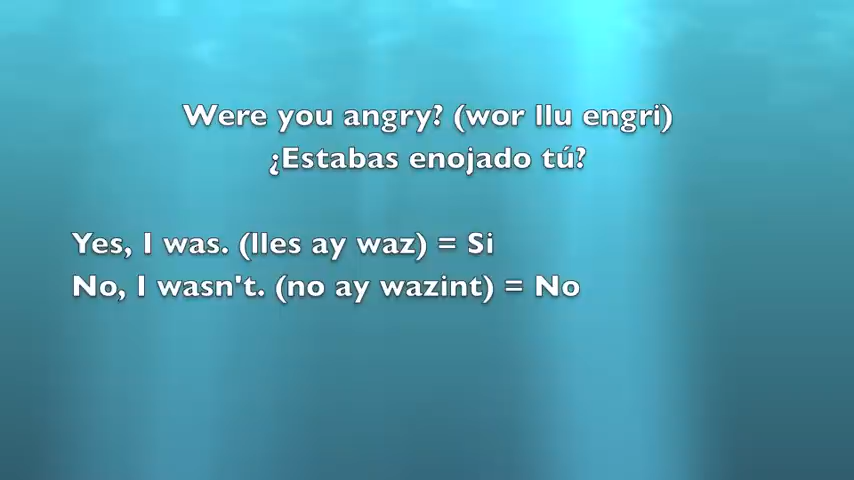 Were you angry? (wor llu engri)
¿Estabas enojado tú?
Yes, I was. (lles ay waz) = Si
No, I wasn't. (no ay wazint) = No